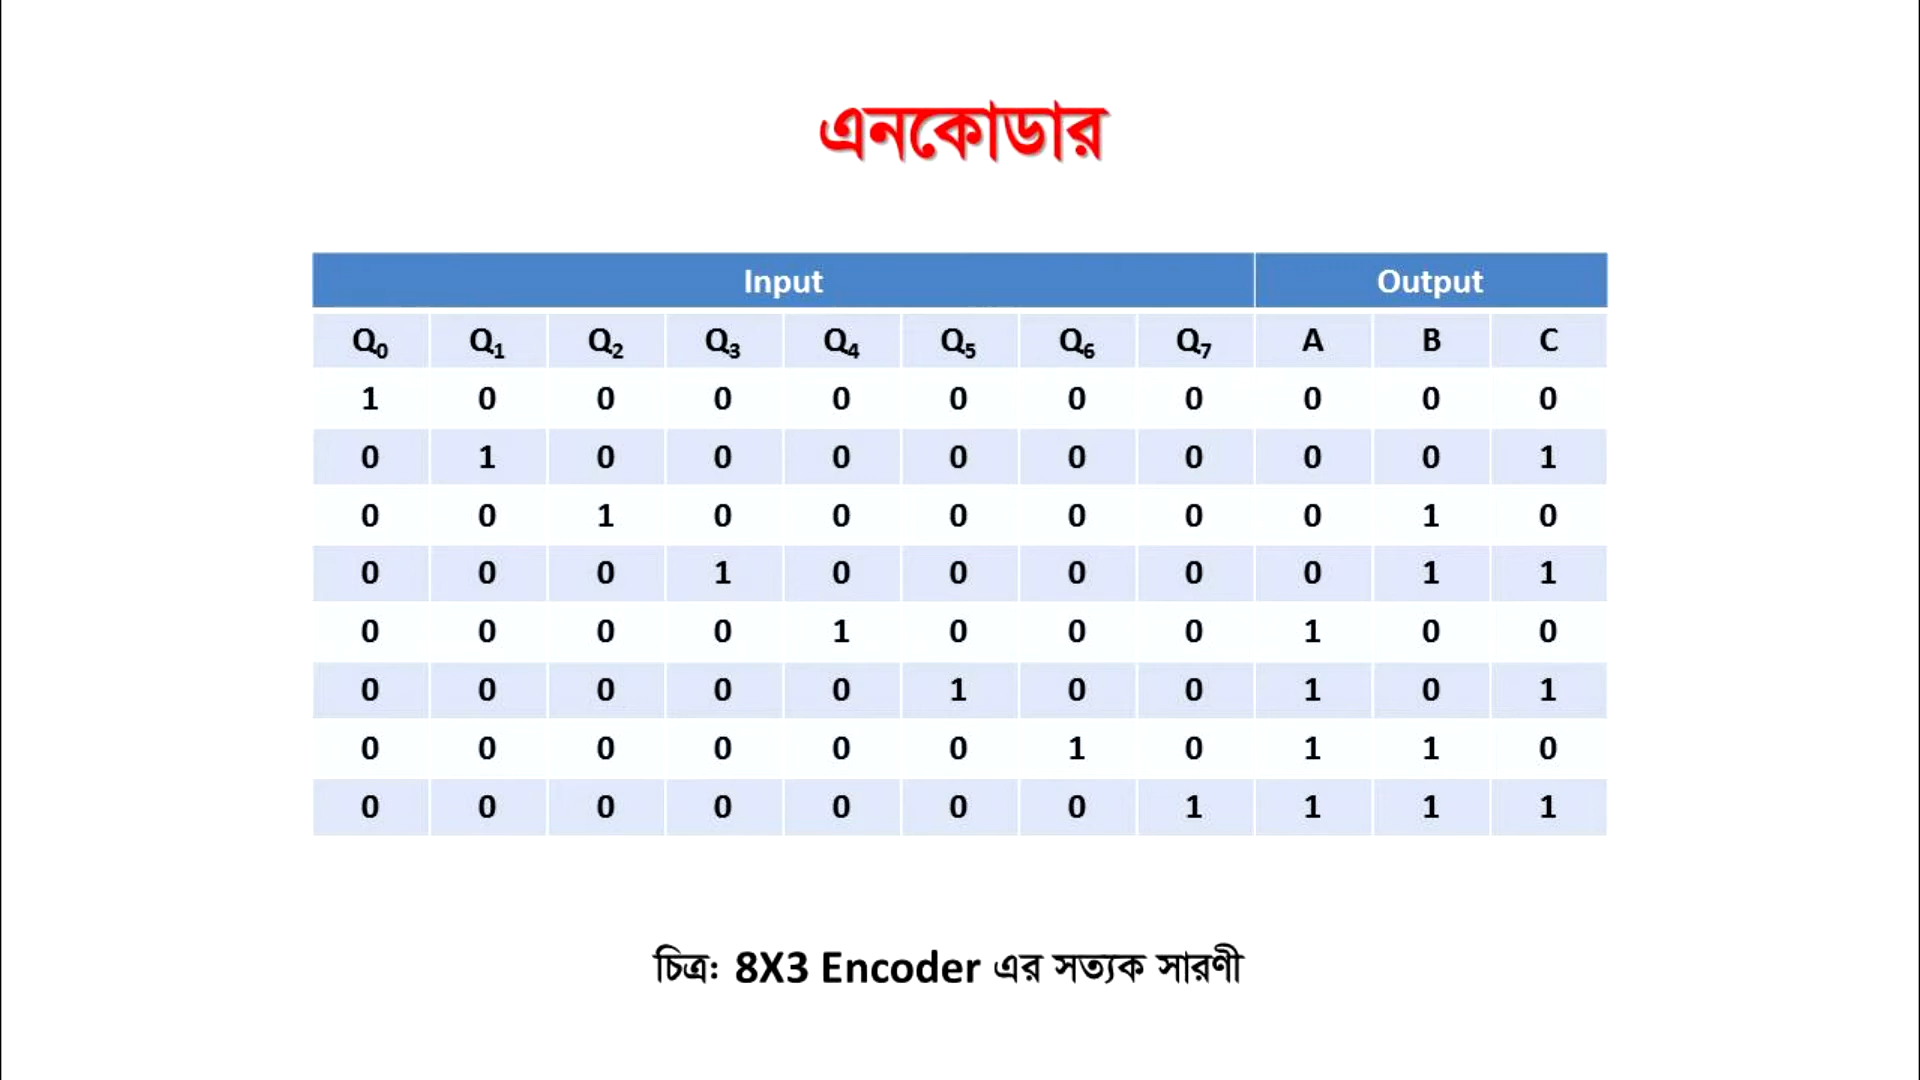 এনকোডার
Input Output
Q0 Q1 Q2 Q3 Q4 Q5 Q6 Q7 A B C
1 0 0 0 0 0 0 0 0 0 0
0 1 0 0 0 0 0 0 0 0 1
0 0 1 0 0 0 0 0 0 1 0
0 0 0 1 0 0 0 0 0 1 1
0 0 0 0 1 0 0 0 1 0 0
0 0 0 0 0 1 0 0 1 0 1
0 0 0 0 0 0 1 0 1 1 0
0 0 0 0 0 0 0 1 1 1 1
চিত্র: 8X3 Encoder এর সত্যক সারণী